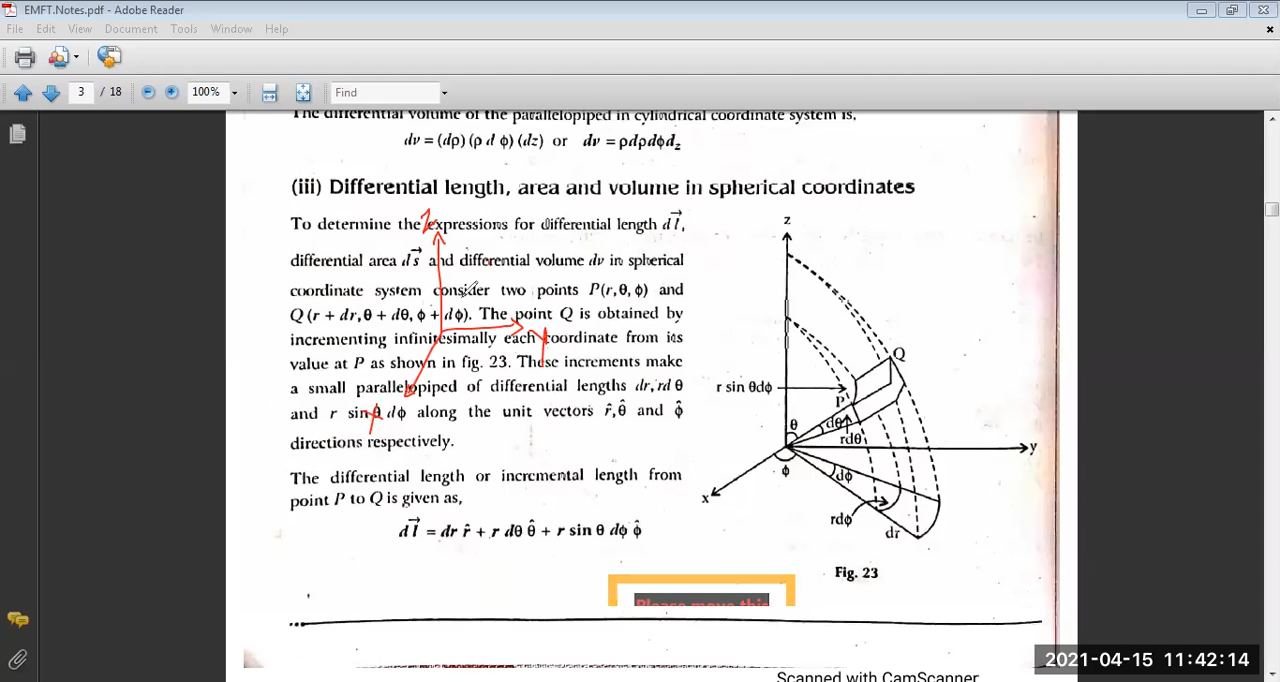 EMFT.Notes.pdf - Adobe Reader
File Edit View Document Tools Window Help
3 / 18 100% Find
The differential volume of the parallelopiped in cylindrical coordinate system is,
dv = (dρ) (ρ d φ) (dz) or dv = ρdρdφd_z
(iii) Differential length, area and volume in spherical coordinates
To determine the expressions for differential length dl⃗,
differential area ds⃗ and differential volume dv in spherical
coordinate system consider two points P(r, θ, φ) and
Q (r + dr, θ + dθ, φ + dφ). The point Q is obtained by
incrementing infinitesimally each coordinate from its
value at P as shown in fig. 23. These increments make
a small parallelopiped of differential lengths dr, rd θ
and r sin θ dφ along the unit vectors r̂, θ̂ and φ̂
directions respectively.
The differential length or incremental length from
point P to Q is given as,
dl⃗ = dr r̂ + r dθ θ̂ + r sin θ dφ φ̂
z
Y
X
z
Q
r sin θdφ
P
θ
dθ
rdθ
y
φ
dφ
x
rdφ
dr
Fig. 23
Please move this
Scanned with CamScanner
2021-04-15 11:42:14